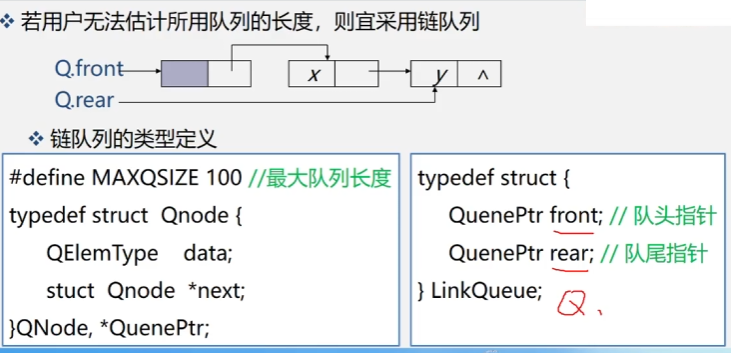 ❖ 若用户无法估计所用队列的长度，则宜采用链队列
Q.front
x
y ∧
Q.rear
❖ 链队列的类型定义
#define MAXQSIZE 100 //最大队列长度
typedef struct Qnode {
QElemType data;
stuct Qnode *next;
}QNode, *QuenePtr;
typedef struct {
QuenePtr front; // 队头指针
QuenePtr rear; // 队尾指针
} LinkQueue;
Q、